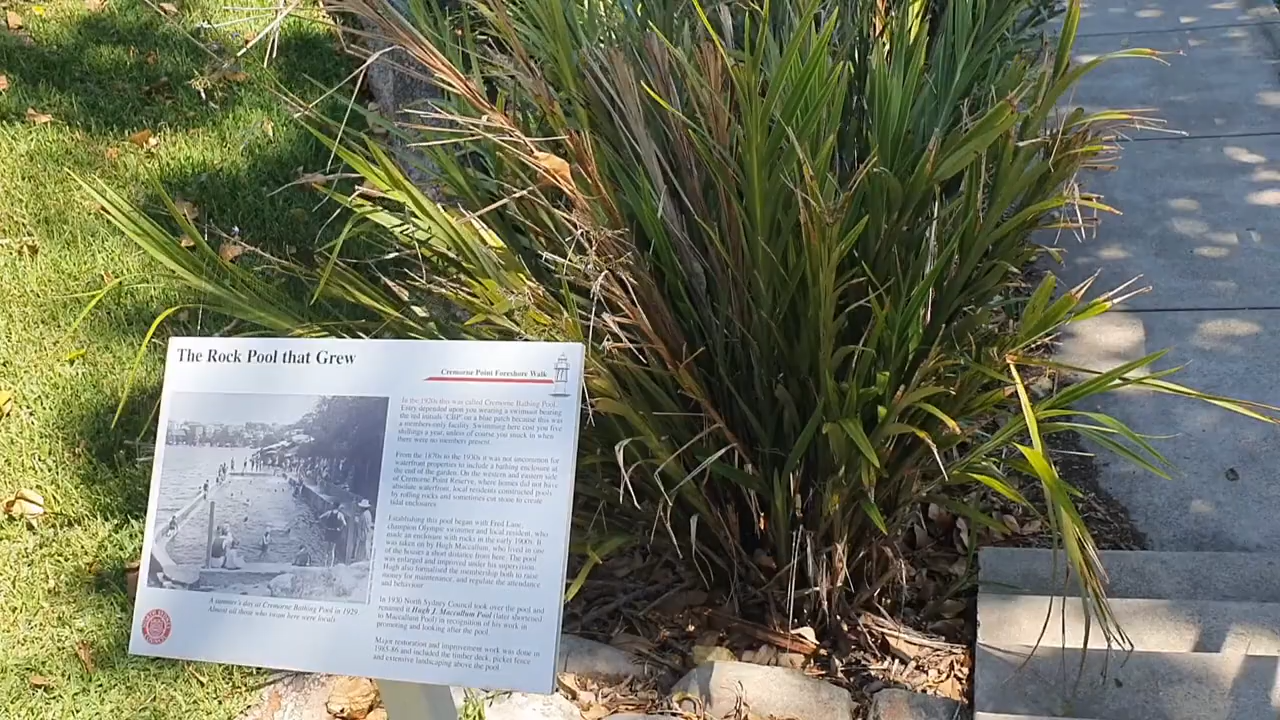 The Rock Pool that Grew
Cremorne Point Foreshore Walk
In the 1920s this was called Cremorne Bathing Pool.
Entry depended upon you wearing a swimsuit bearing
the red initials 'CBP' on a blue patch because this was
a members-only facility. Swimming here cost you five
shillings a year, unless of course you snuck in when
there were no members present.
From the 1870s to the 1930s it was not uncommon for
waterfront properties to include a bathing enclosure at
the end of the garden. On the western and eastern side
of Cremorne Point Reserve, where homes did not have
absolute waterfront, local residents constructed pools
by rolling rocks and sometimes cut stone to create
tidal enclosures.
Establishing this pool began with Fred Lane,
champion Olympic swimmer and local resident, who
made an enclosure with rocks in the early 1900s. It
was taken on by Hugh Maccallum, who lived in one
of the houses a short distance from here. The pool
was enlarged and improved under his supervision.
Hugh also formalised the membership both to raise
money for maintenance, and regulate the attendance
and behaviour.
In 1930 North Sydney Council took over the pool and
renamed it Hugh J. Maccallum Pool (later shortened
to Maccallum Pool) in recognition of his work in
promoting and looking after the pool.
Major restoration and improvement work was done in
1985-86 and included the timber deck, picket fence
and extensive landscaping above the pool.
A summer's day at Cremorne Bathing Pool in 1929.
Almost all those who swam here were locals.